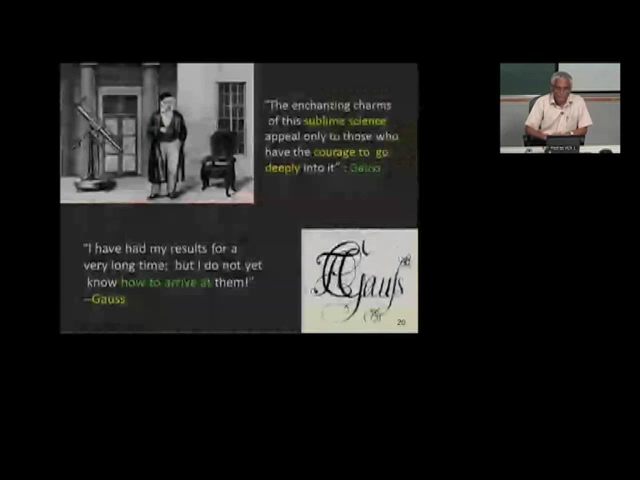 "The enchanting charms
of this sublime science
appeal only to those who
have the courage to go
deeply into it" : Gauss
"I have had my results for a
very long time; but I do not yet
know how to arrive at them!"
–Gauss
Gauss
20